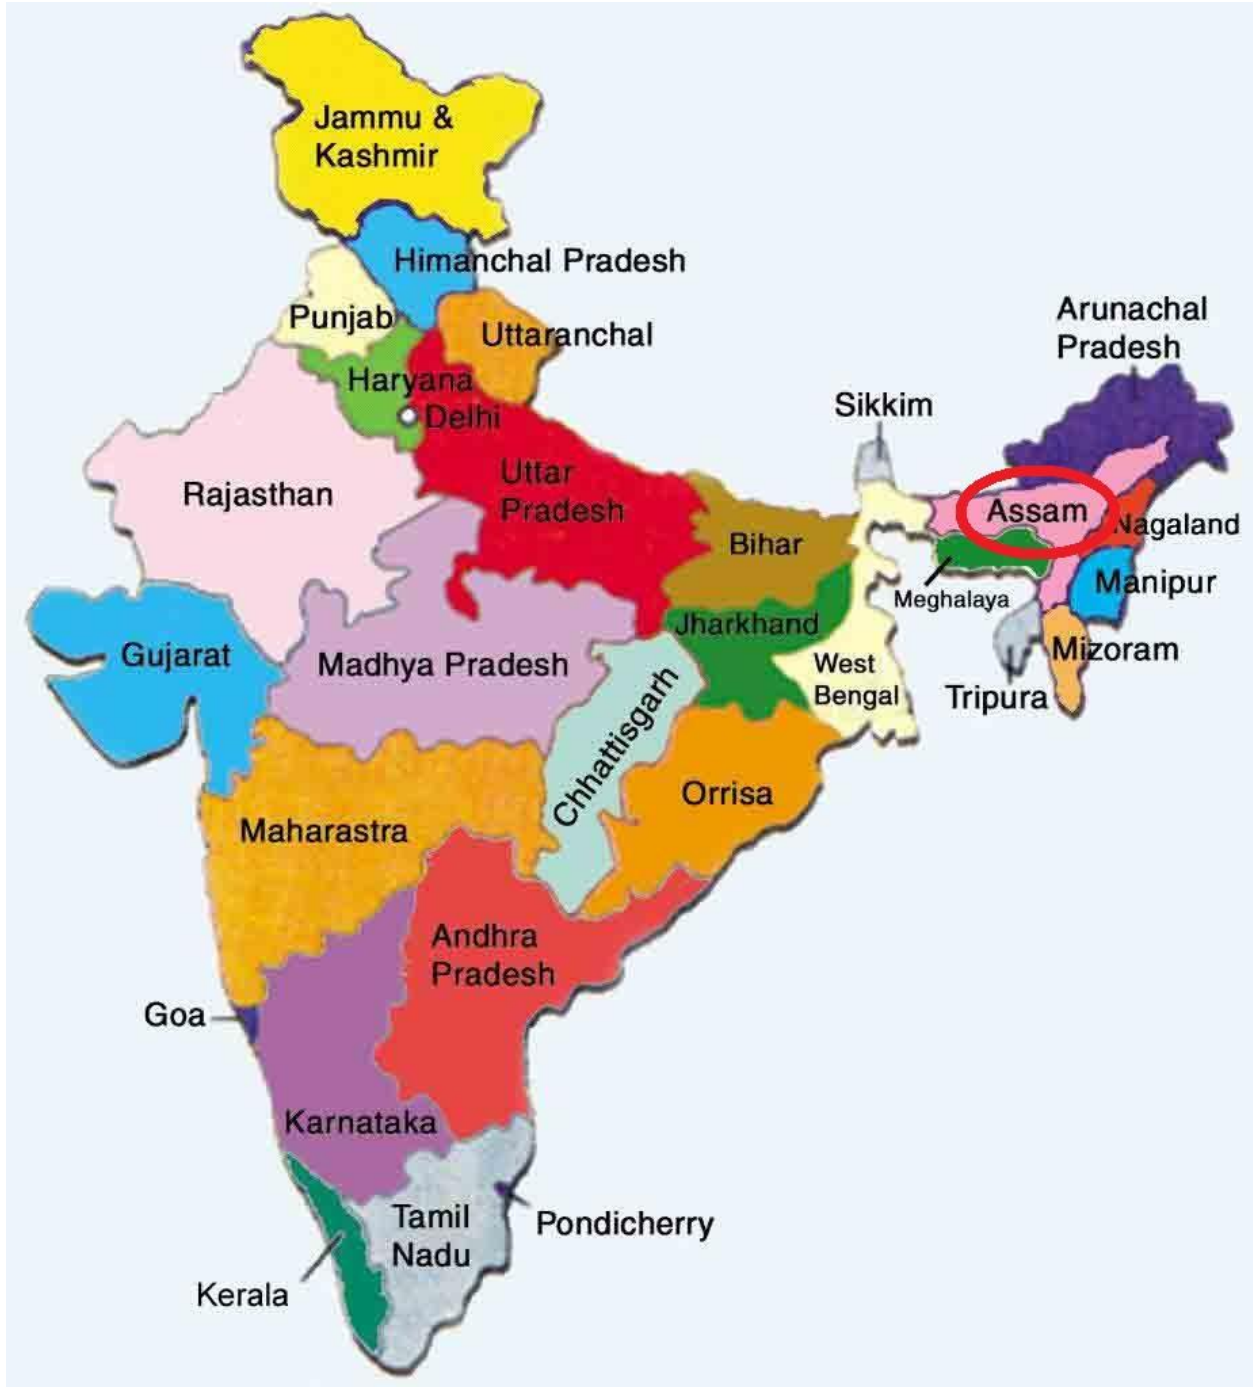 Jammu &
Kashmir
Himanchal Pradesh
Punjab
Uttaranchal
Arunachal
Pradesh
Haryana
Delhi
Sikkim
Uttar
Pradesh
Rajasthan
Assam
Nagaland
Bihar
Manipur
Meghalaya
Jharkhand
Gujarat
Madhya Pradesh
West
Bengal
Mizoram
Tripura
Chhattisgarh
Orrisa
Maharastra
Andhra
Pradesh
Goa
Karnataka
Tamil
Nadu
Pondicherry
Kerala